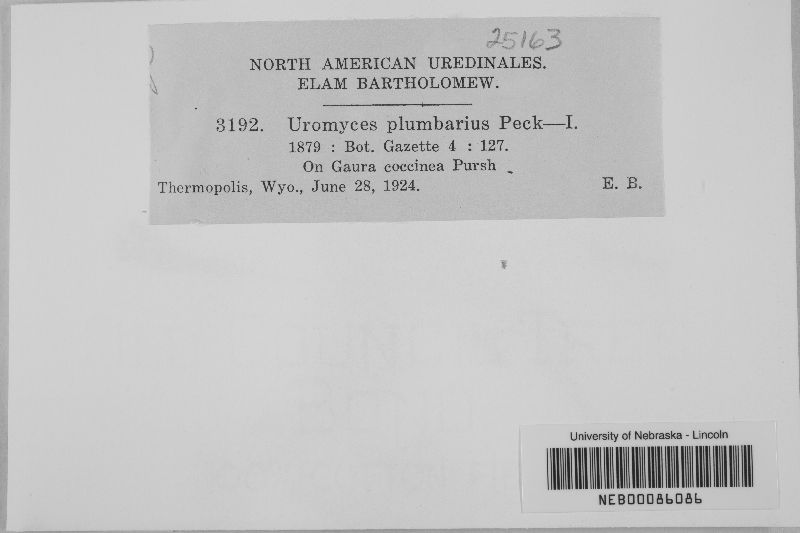 25163
NORTH AMERICAN UREDINALES.
ELAM BARTHOLOMEW.
3192. Uromyces plumbarius Peck—I.
1879 : Bot. Gazette 4 : 127.
On Gaura coccinea Pursh
Thermopolis, Wyo., June 28, 1924. E. B.
University of Nebraska - Lincoln
NEB00086086